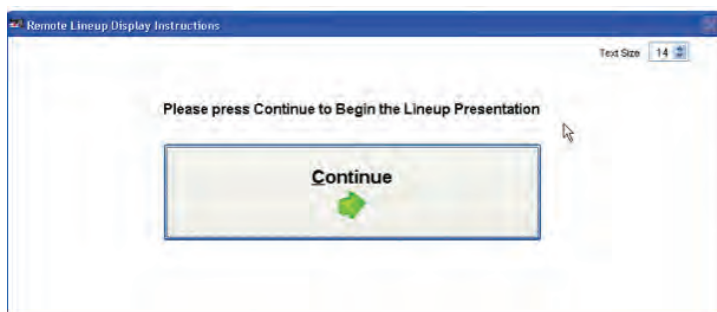 Remote Lineup Display Instructions
Text Size 14
Please press Continue to Begin the Lineup Presentation
Continue